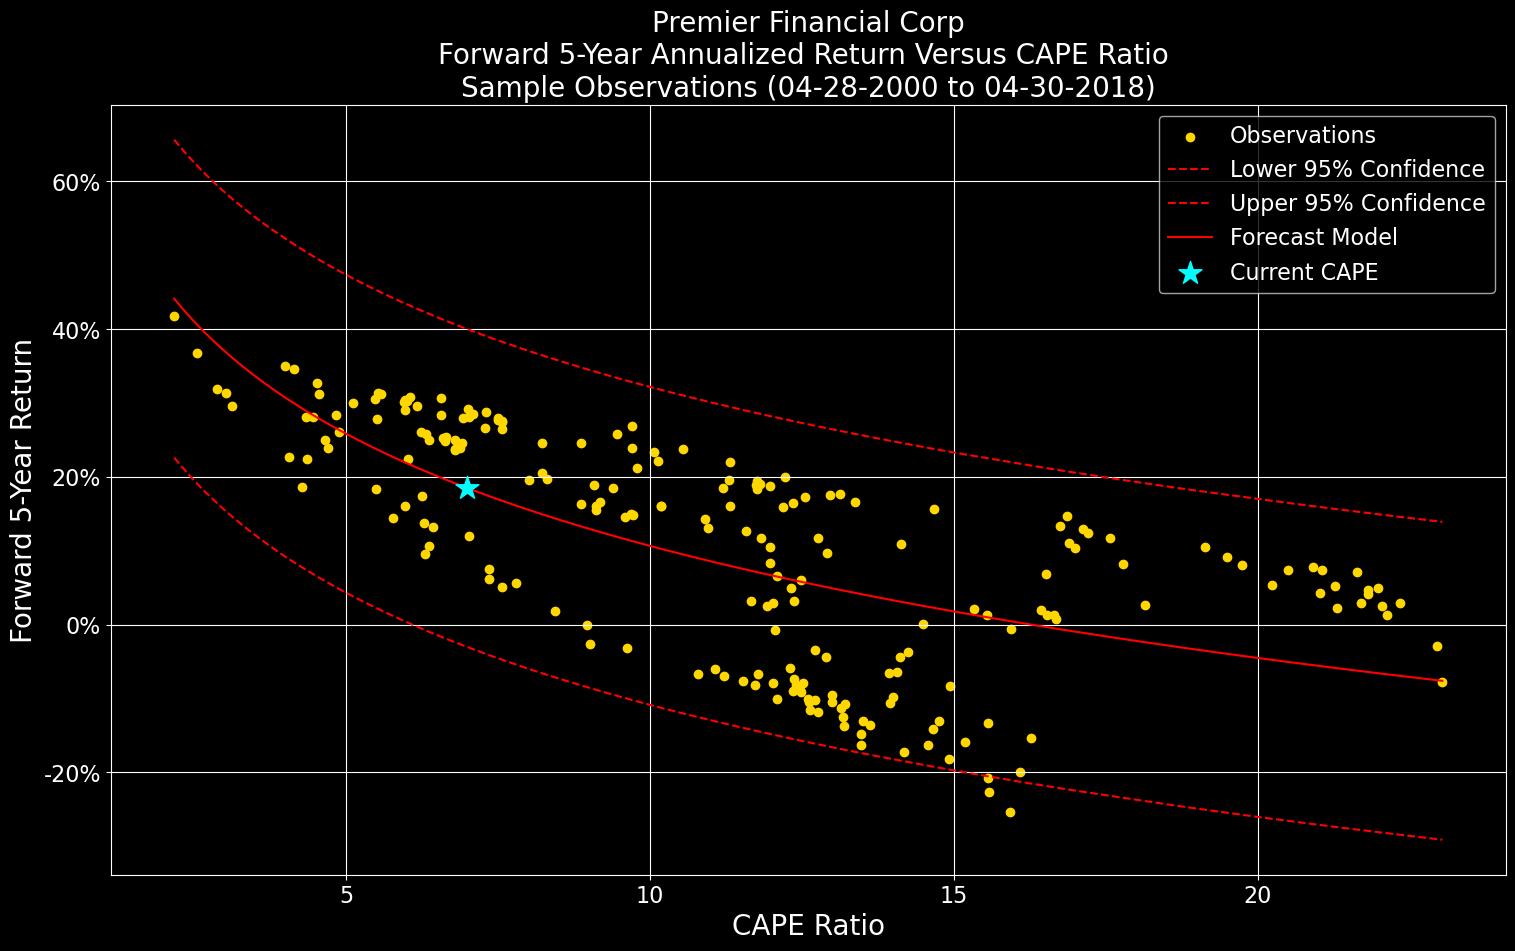 Premier Financial Corp
Forward 5-Year Annualized Return Versus CAPE Ratio
Sample Observations (04-28-2000 to 04-30-2018)
Observations
Lower 95% Confidence
Upper 95% Confidence
Forecast Model
Current CAPE
Forward 5-Year Return
60%
40%
20%
0%
-20%
5 10 15 20
CAPE Ratio